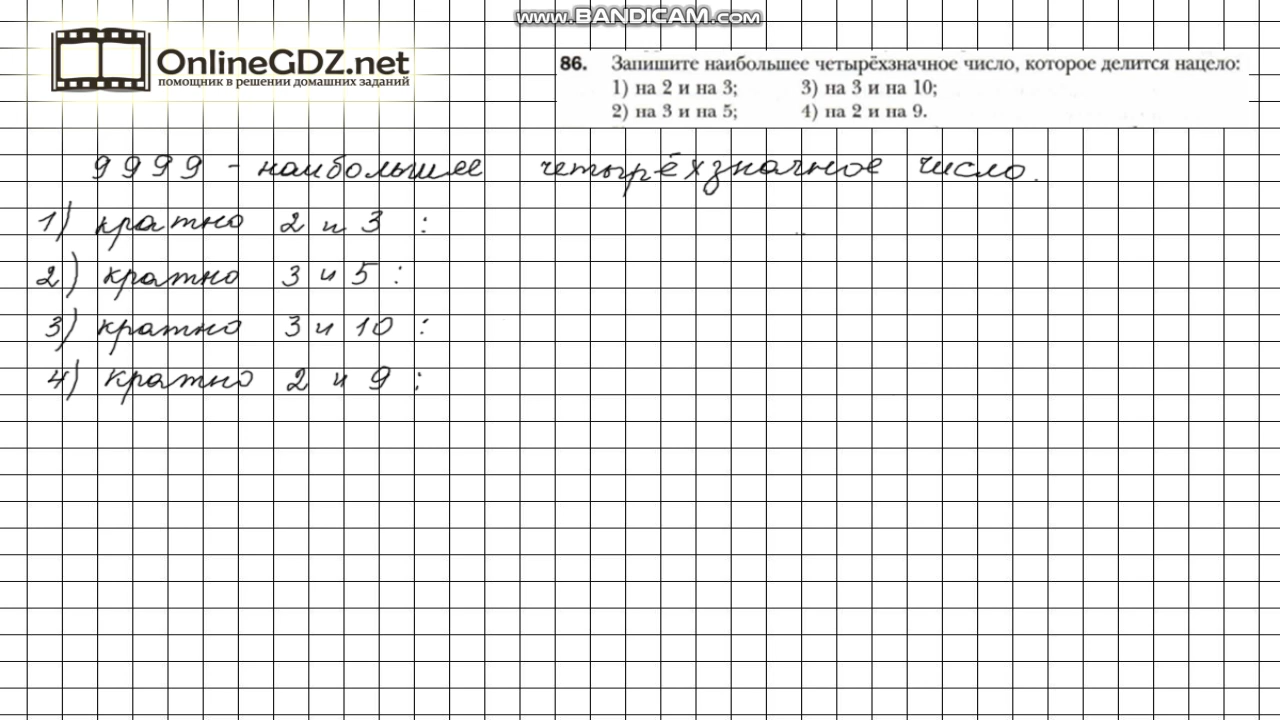 www.BANDICAM.com
OnlineGDZ.net
помощник в решении домашних заданий
86. Запишите наибольшее четырёхзначное число, которое делится нацело:
1) на 2 и на 3; 3) на 3 и на 10;
2) на 3 и на 5; 4) на 2 и на 9.
9999 - наибольшее четырёхзначное число.
1) кратно 2 и 3 :
2) кратно 3 и 5 :
3) кратно 3 и 10 :
4) кратно 2 и 9 :